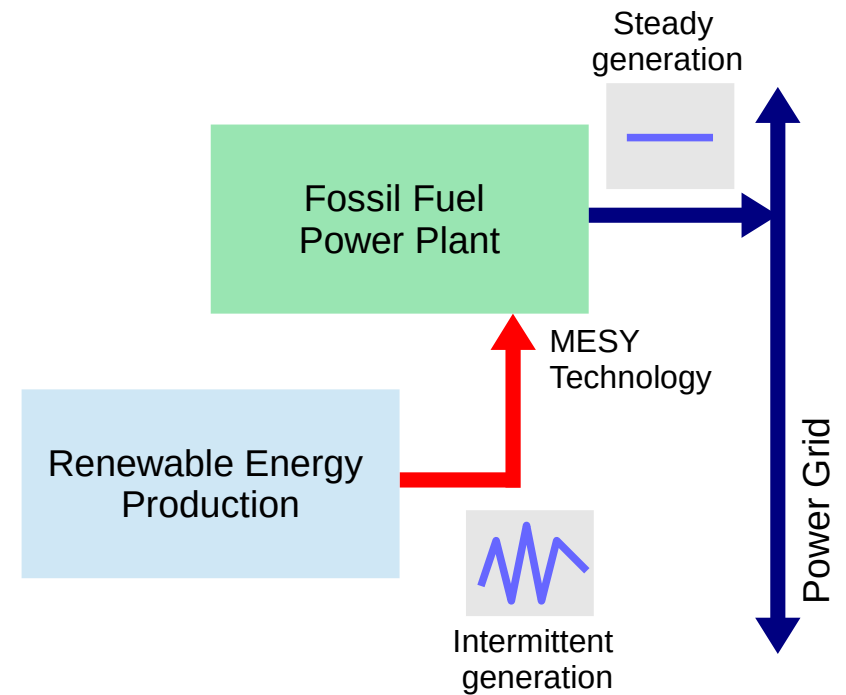 Steady
generation
Fossil Fuel
Power Plant
MESY
Technology
Renewable Energy
Production
Power Grid
Intermittent
generation